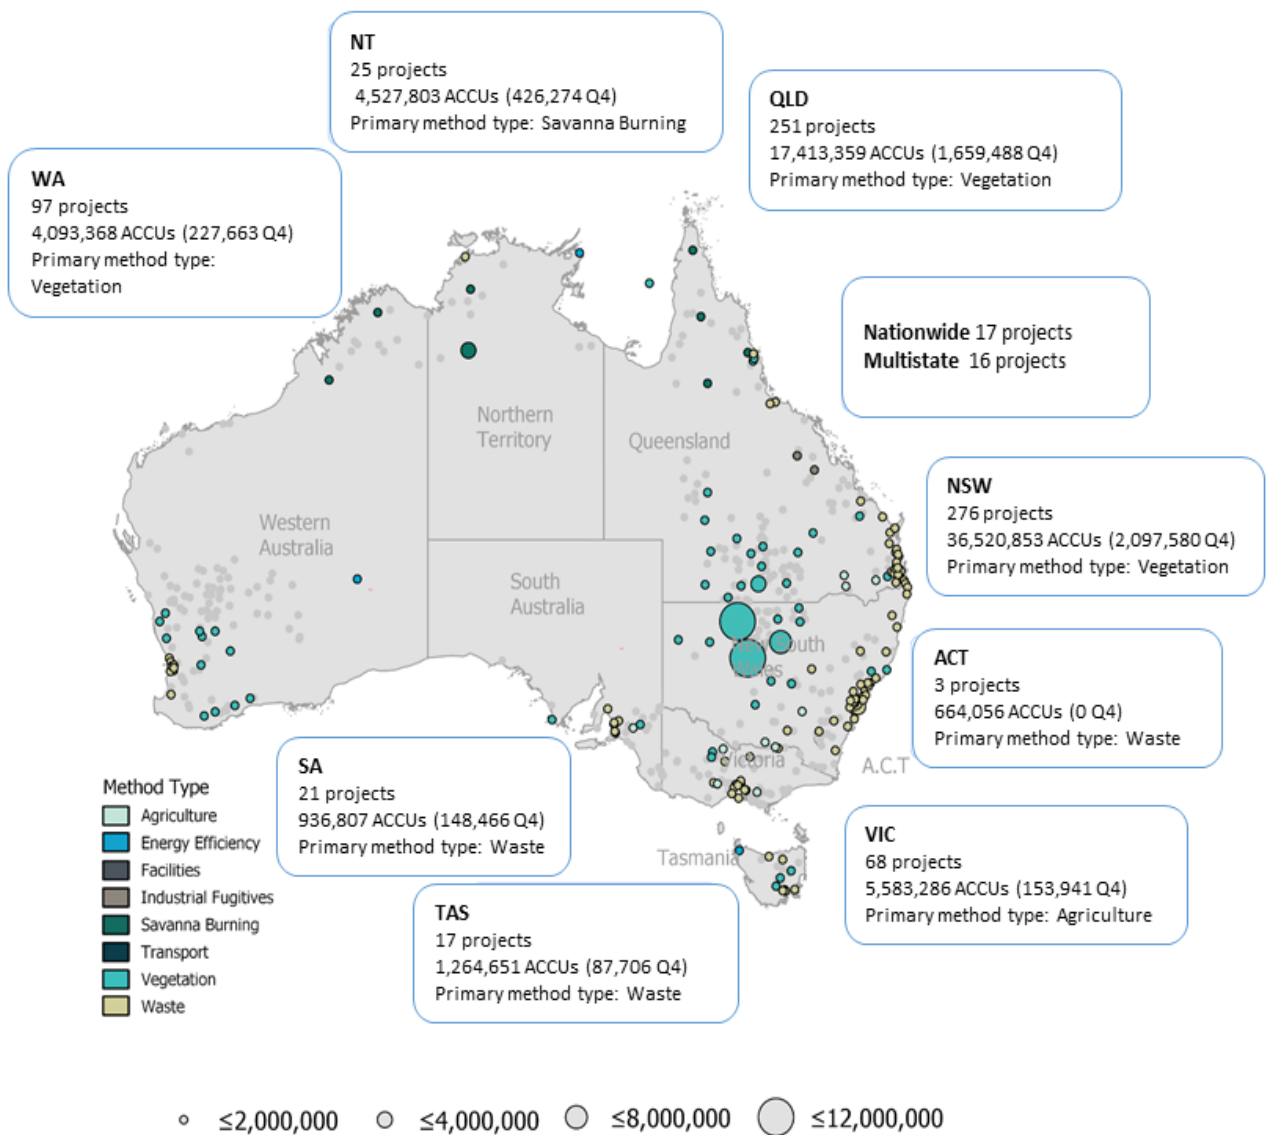 NT
25 projects
4,527,803 ACCUs (426,274 Q4)
Primary method type: Savanna Burning
QLD
251 projects
17,413,359 ACCUs (1,659,488 Q4)
Primary method type: Vegetation
WA
97 projects
4,093,368 ACCUs (227,663 Q4)
Primary method type:
Vegetation
Nationwide 17 projects
Multistate 16 projects
Northern
Territory
Queensland
Western
Australia
South
Australia
New South
Wales
Victoria
A.C.T
Tasmania
NSW
276 projects
36,520,853 ACCUs (2,097,580 Q4)
Primary method type: Vegetation
ACT
3 projects
664,056 ACCUs (0 Q4)
Primary method type: Waste
SA
21 projects
936,807 ACCUs (148,466 Q4)
Primary method type: Waste
VIC
68 projects
5,583,286 ACCUs (153,941 Q4)
Primary method type: Agriculture
TAS
17 projects
1,264,651 ACCUs (87,706 Q4)
Primary method type: Waste
Method Type
Agriculture
Energy Efficiency
Facilities
Industrial Fugitives
Savanna Burning
Transport
Vegetation
Waste
≤2,000,000 ≤4,000,000 ≤8,000,000 ≤12,000,000